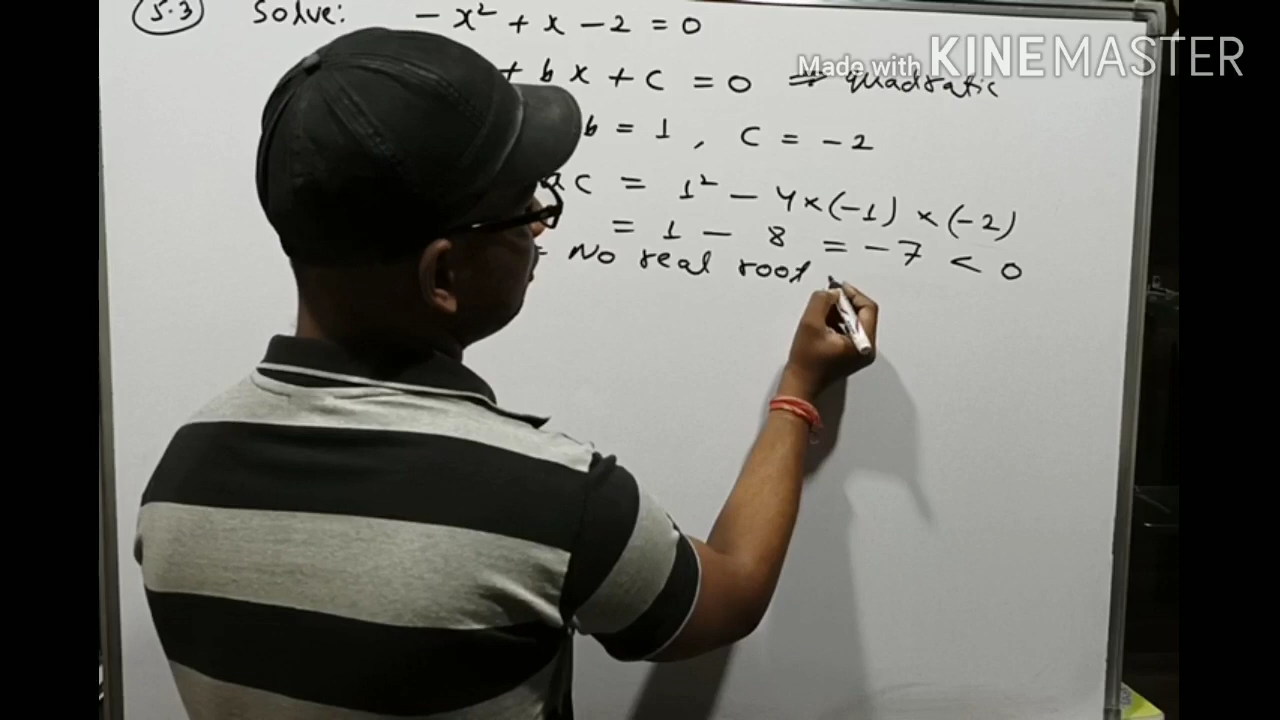 5.3 Solve: - x² + x - 2 = 0
+ b x + c = 0 ⇒ quadratic
Made with KINEMASTER
b = 1 , c = - 2
a c = 1² - 4 × (-1) × (-2)
= 1 - 8 = - 7 < 0
No real root